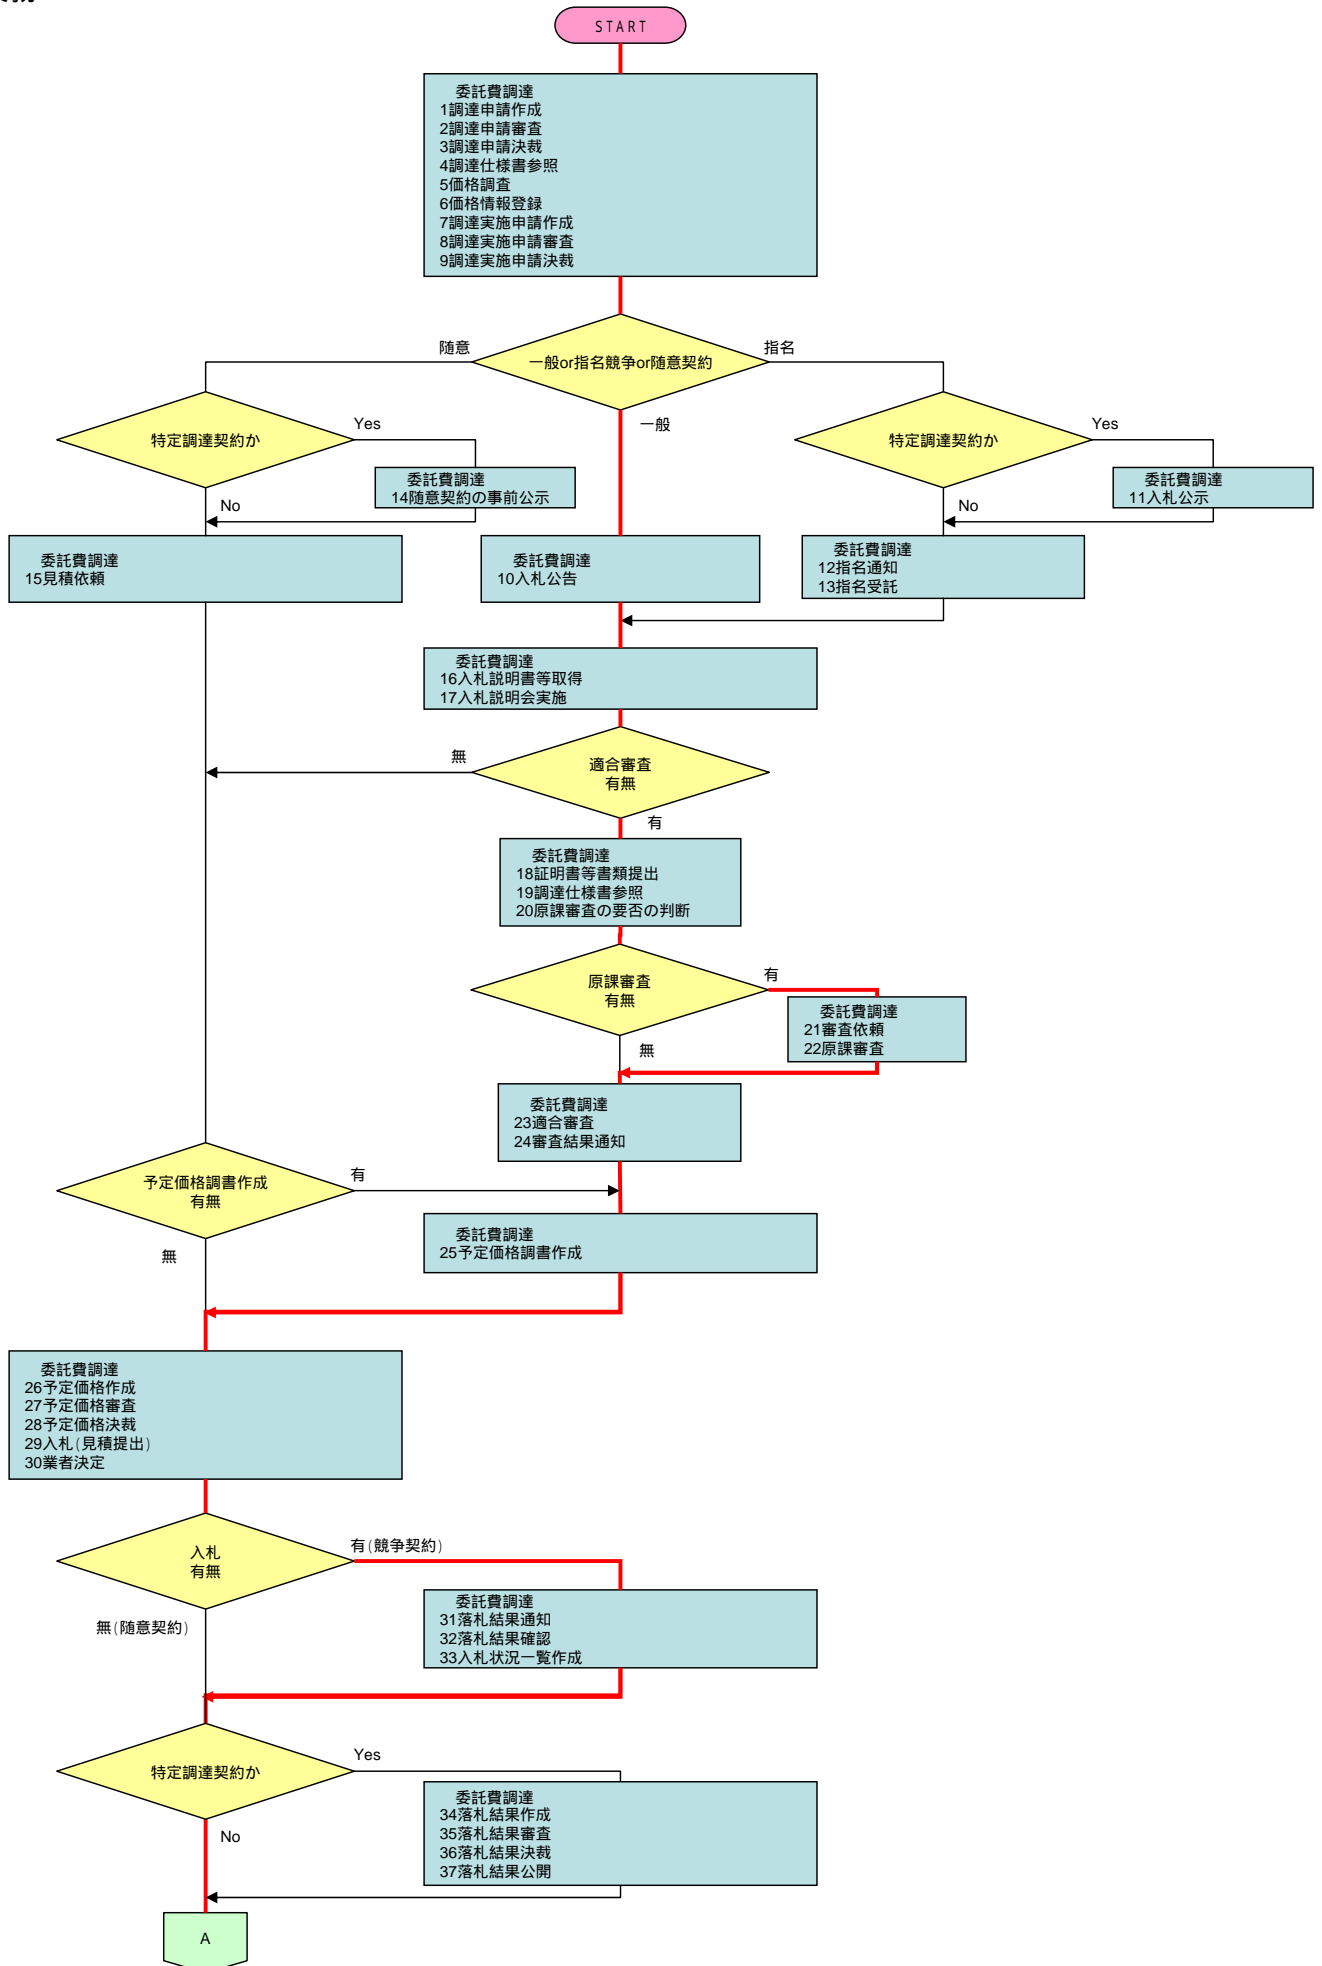 START
委託費調達
1調達申請作成
2調達申請審査
3調達申請決裁
4調達仕様書参照
5価格調査
6価格情報登録
7調達実施申請作成
8調達実施申請審査
9調達実施申請決裁
随意
一般or指名競争or随意契約
指名
一般
特定調達契約か
Yes
委託費調達
14随意契約の事前公示
No
特定調達契約か
Yes
委託費調達
11入札公示
No
委託費調達
15見積依頼
委託費調達
10入札公告
委託費調達
12指名通知
13指名受託
委託費調達
16入札説明書等取得
17入札説明会実施
無
適合審査
有無
有
委託費調達
18証明書等書類提出
19調達仕様書参照
20原課審査の要否の判断
原課審査
有無
有
委託費調達
21審査依頼
22原課審査
無
委託費調達
23適合審査
24審査結果通知
予定価格調書作成
有無
有
無
委託費調達
25予定価格調書作成
委託費調達
26予定価格作成
27予定価格審査
28予定価格決裁
29入札(見積提出)
30業者決定
入札
有無
有(競争契約)
無(随意契約)
委託費調達
31落札結果通知
32落札結果確認
33入札状況一覧作成
特定調達契約か
Yes
委託費調達
34落札結果作成
35落札結果審査
36落札結果決裁
37落札結果公開
No
A